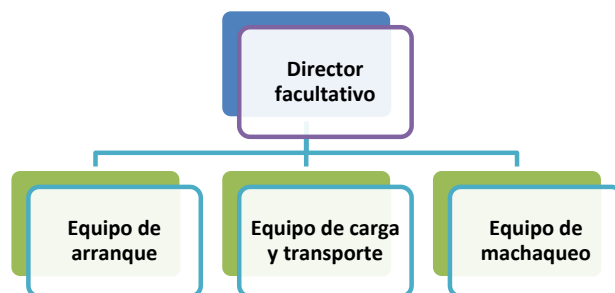 Director
facultativo
Equipo de
arranque
Equipo de carga
y transporte
Equipo de
machaqueo